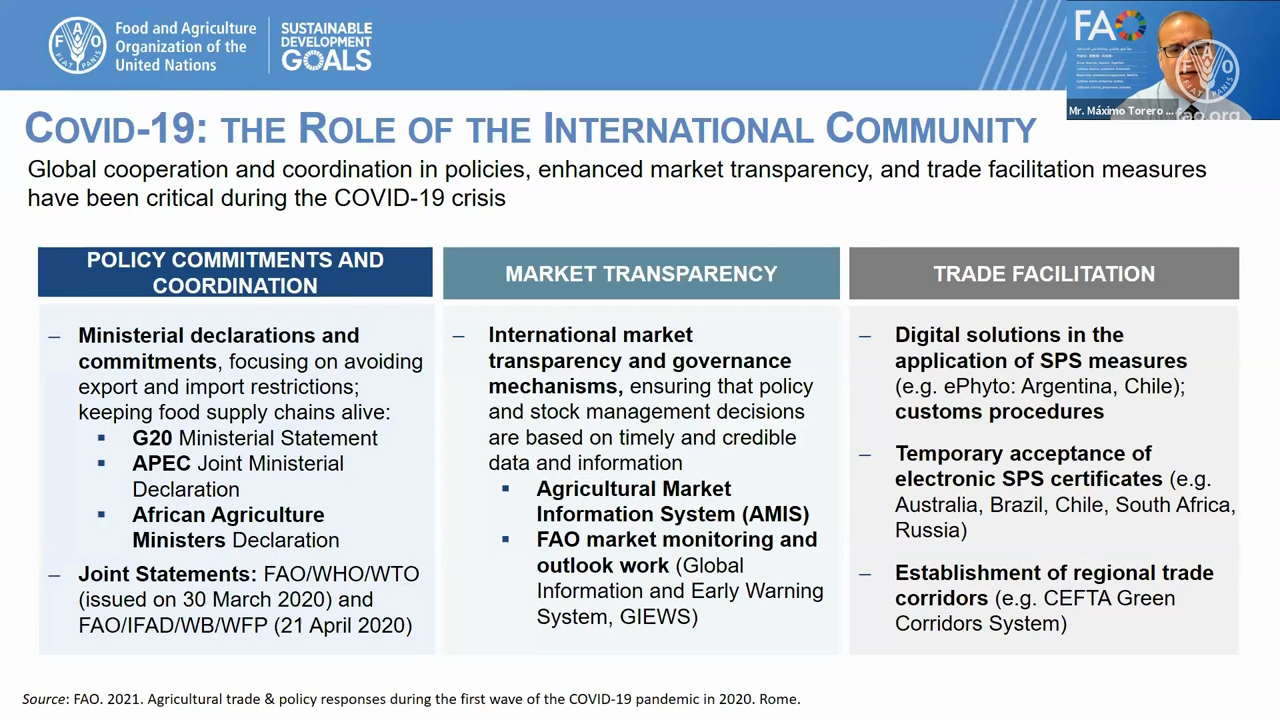 Food and Agriculture
Organization of the
United Nations
SUSTAINABLE
DEVELOPMENT
GOALS
FAO
FIAT PANIS
FAO
Mr. Máximo Torero ...
fao.org
COVID-19: THE ROLE OF THE INTERNATIONAL COMMUNITY
Global cooperation and coordination in policies, enhanced market transparency, and trade facilitation measures
have been critical during the COVID-19 crisis
POLICY COMMITMENTS AND
COORDINATION
– Ministerial declarations and
commitments, focusing on avoiding
export and import restrictions;
keeping food supply chains alive:
▪ G20 Ministerial Statement
▪ APEC Joint Ministerial
Declaration
▪ African Agriculture
Ministers Declaration
– Joint Statements: FAO/WHO/WTO
(issued on 30 March 2020) and
FAO/IFAD/WB/WFP (21 April 2020)
MARKET TRANSPARENCY
– International market
transparency and governance
mechanisms, ensuring that policy
and stock management decisions
are based on timely and credible
data and information
▪ Agricultural Market
Information System (AMIS)
▪ FAO market monitoring and
outlook work (Global
Information and Early Warning
System, GIEWS)
TRADE FACILITATION
– Digital solutions in the
application of SPS measures
(e.g. ePhyto: Argentina, Chile);
customs procedures
– Temporary acceptance of
electronic SPS certificates (e.g.
Australia, Brazil, Chile, South Africa,
Russia)
– Establishment of regional trade
corridors (e.g. CEFTA Green
Corridors System)
Source: FAO. 2021. Agricultural trade & policy responses during the first wave of the COVID-19 pandemic in 2020. Rome.